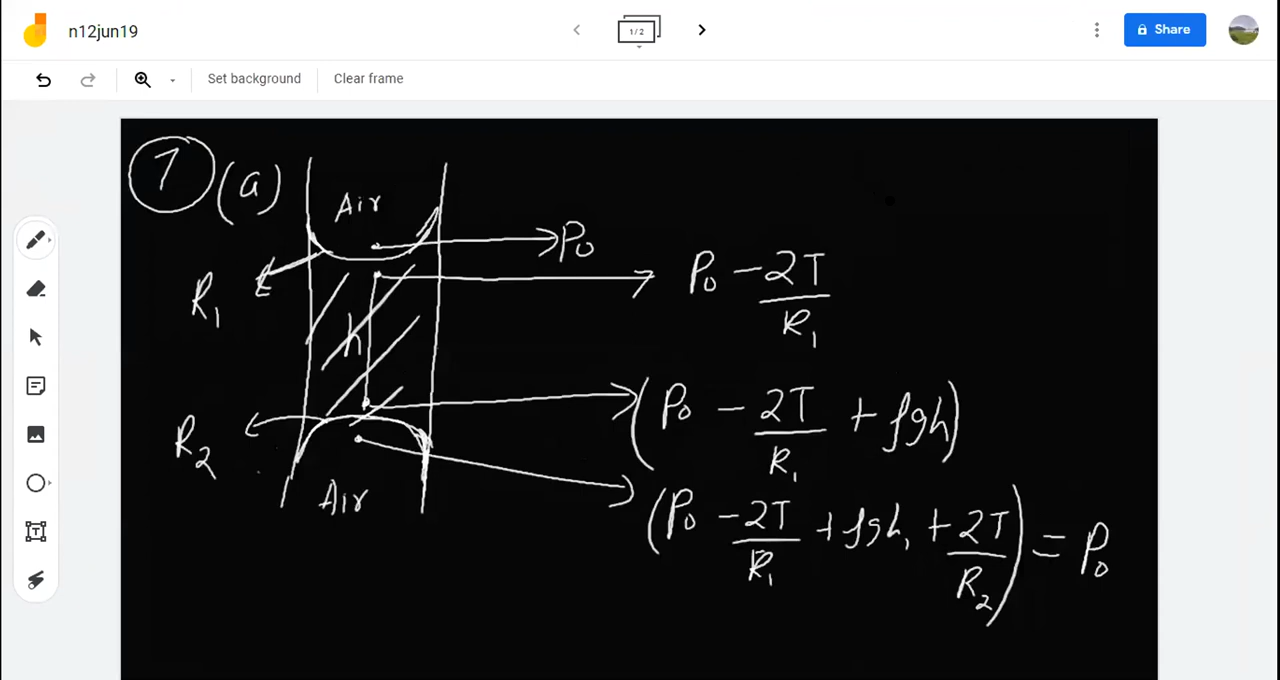 n12jun19
1/2
Share
Set background
Clear frame
1 (a)
Air
P₀
R₁
P₀ - 2T/R₁
h
(P₀ - 2T/R₁ + ρgh)
R₂
Air
(P₀ - 2T/R₁ + ρgh, + 2T/R₂) = P₀